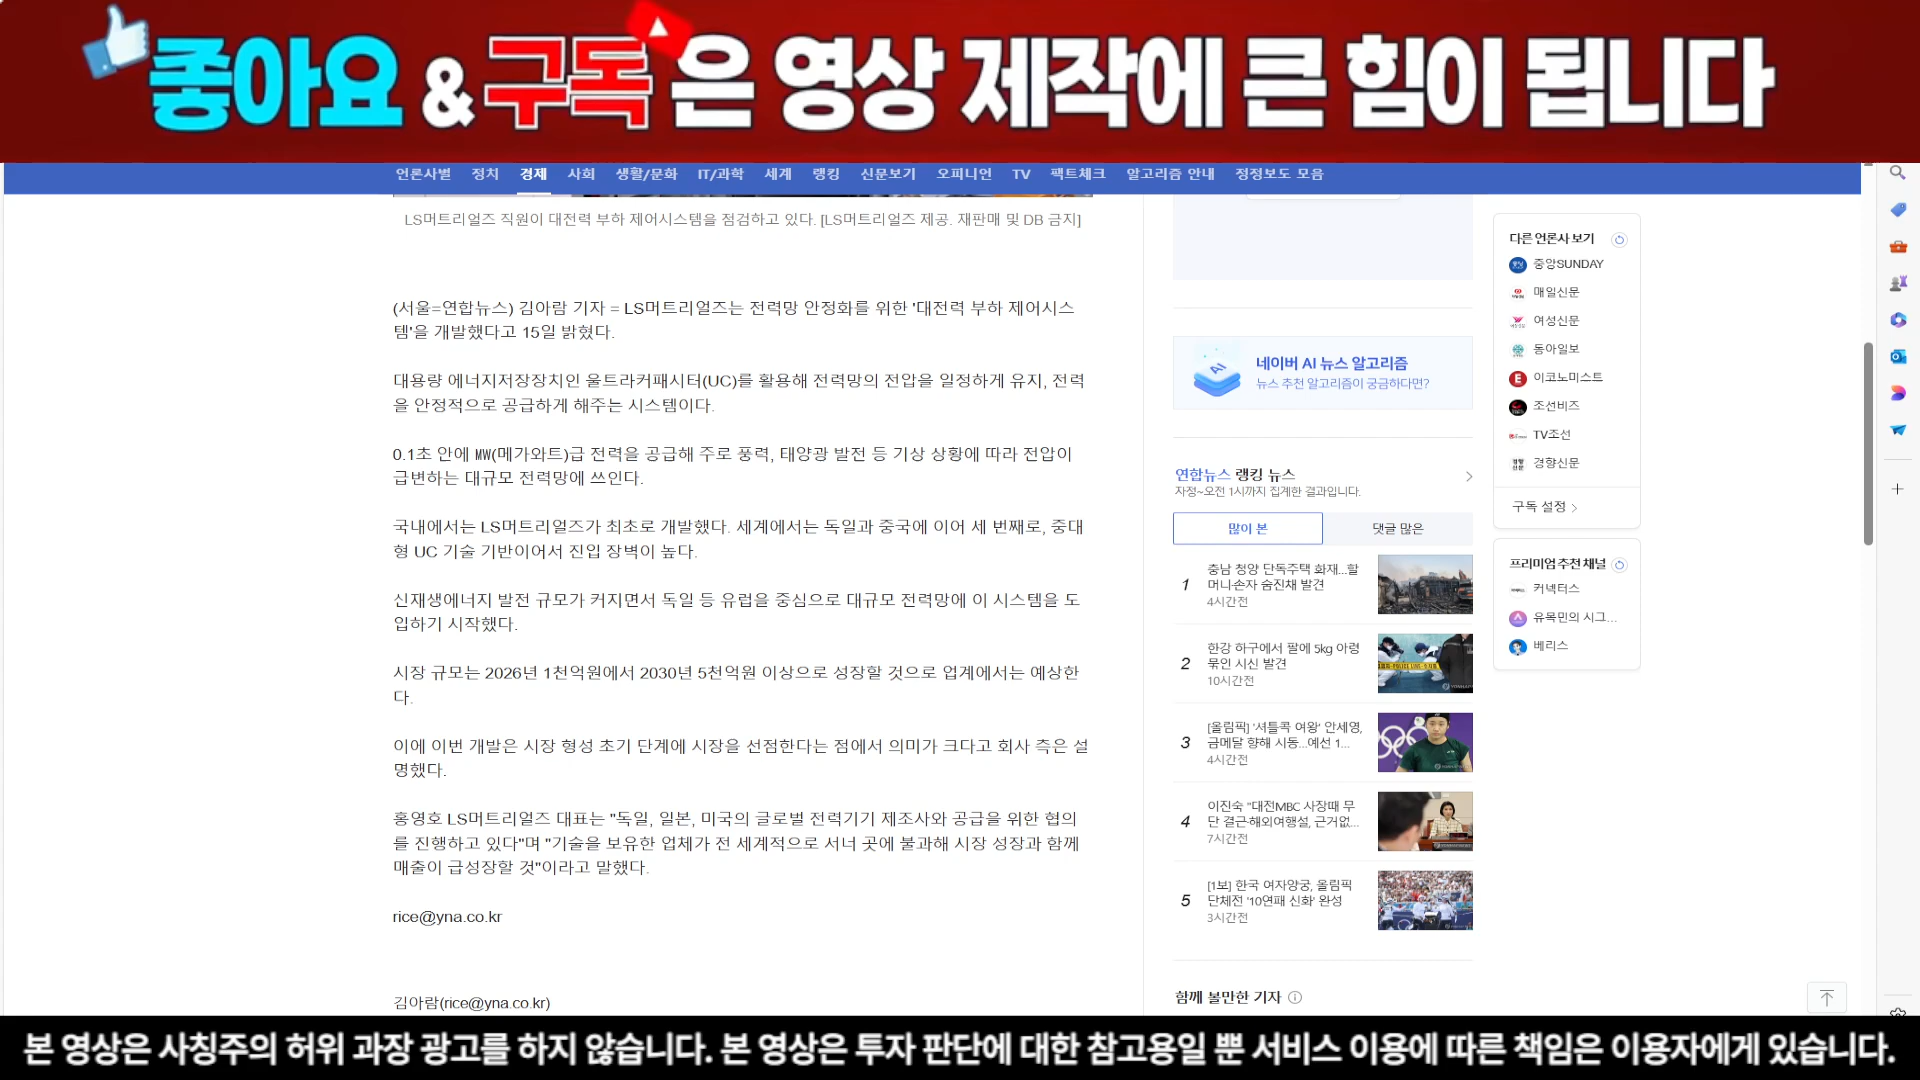 좋아요 & 구독은 영상 제작에 큰 힘이 됩니다
언론사별 정치 경제 사회 생활/문화 IT/과학 세계 랭킹 신문보기 오피니언 TV 팩트체크 알고리즘 안내 정정보도 모음
LS머트리얼즈 직원이 대전력 부하 제어시스템을 점검하고 있다. [LS머트리얼즈 제공. 재판매 및 DB 금지]
(서울=연합뉴스) 김아람 기자 = LS머트리얼즈는 전력망 안정화를 위한 '대전력 부하 제어시스
템'을 개발했다고 15일 밝혔다.
대용량 에너지저장장치인 울트라커패시터(UC)를 활용해 전력망의 전압을 일정하게 유지, 전력
을 안정적으로 공급하게 해주는 시스템이다.
0.1초 안에 ㎿(메가와트)급 전력을 공급해 주로 풍력, 태양광 발전 등 기상 상황에 따라 전압이
급변하는 대규모 전력망에 쓰인다.
국내에서는 LS머트리얼즈가 최초로 개발했다. 세계에서는 독일과 중국에 이어 세 번째로, 중대
형 UC 기술 기반이어서 진입 장벽이 높다.
신재생에너지 발전 규모가 커지면서 독일 등 유럽을 중심으로 대규모 전력망에 이 시스템을 도
입하기 시작했다.
시장 규모는 2026년 1천억원에서 2030년 5천억원 이상으로 성장할 것으로 업계에서는 예상한
다.
이에 이번 개발은 시장 형성 초기 단계에 시장을 선점한다는 점에서 의미가 크다고 회사 측은 설
명했다.
홍영호 LS머트리얼즈 대표는 "독일, 일본, 미국의 글로벌 전력기기 제조사와 공급을 위한 협의
를 진행하고 있다"며 "기술을 보유한 업체가 전 세계적으로 서너 곳에 불과해 시장 성장과 함께
매출이 급성장할 것"이라고 말했다.
rice@yna.co.kr
김아람(rice@yna.co.kr)
AI
네이버 AI 뉴스 알고리즘
뉴스 추천 알고리즘이 궁금하다면?
연합뉴스 랭킹 뉴스
자정~오전 1시까지 집계한 결과입니다.
많이 본
댓글 많은
1
충남 청양 단독주택 화재…할
머니·손자 숨진채 발견
4시간전
2
한강 하구에서 팔에 5kg 아령
묶인 시신 발견
10시간전
3
[올림픽] '셔틀콕 여왕' 안세영,
금메달 향해 시동…예선 1...
4시간전
4
이진숙 "대전MBC 사장때 무
단 결근·해외여행설, 근거없...
7시간전
5
[1보] 한국 여자양궁, 올림픽
단체전 '10연패 신화' 완성
3시간전
함께 볼만한 기자
다른 언론사 보기
중앙SUNDAY
매일신문
여성신문
동아일보
이코노미스트
조선비즈
TV조선
경향신문
구독 설정
프리미엄 추천 채널
커넥터스
유목민의 시그...
베리스
본 영상은 사칭주의 허위 과장 광고를 하지 않습니다. 본 영상은 투자 판단에 대한 참고용일 뿐 서비스 이용에 따른 책임은 이용자에게 있습니다.